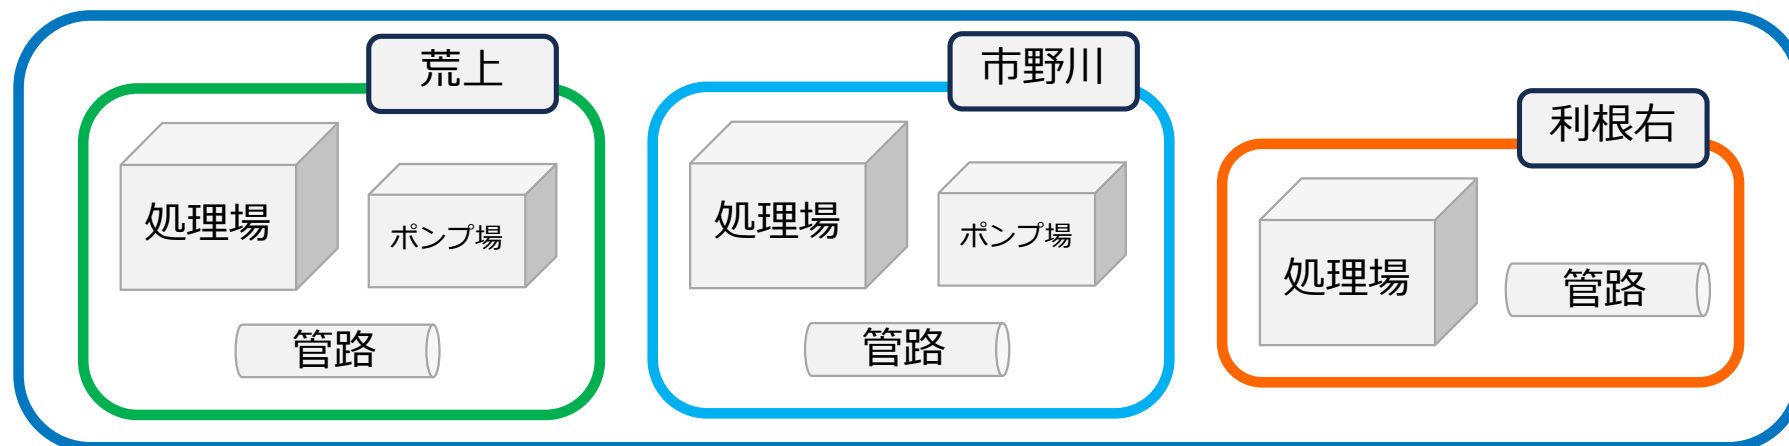 荒上
処理場
ポンプ場
管路
市野川
処理場
ポンプ場
管路
利根右
処理場
管路